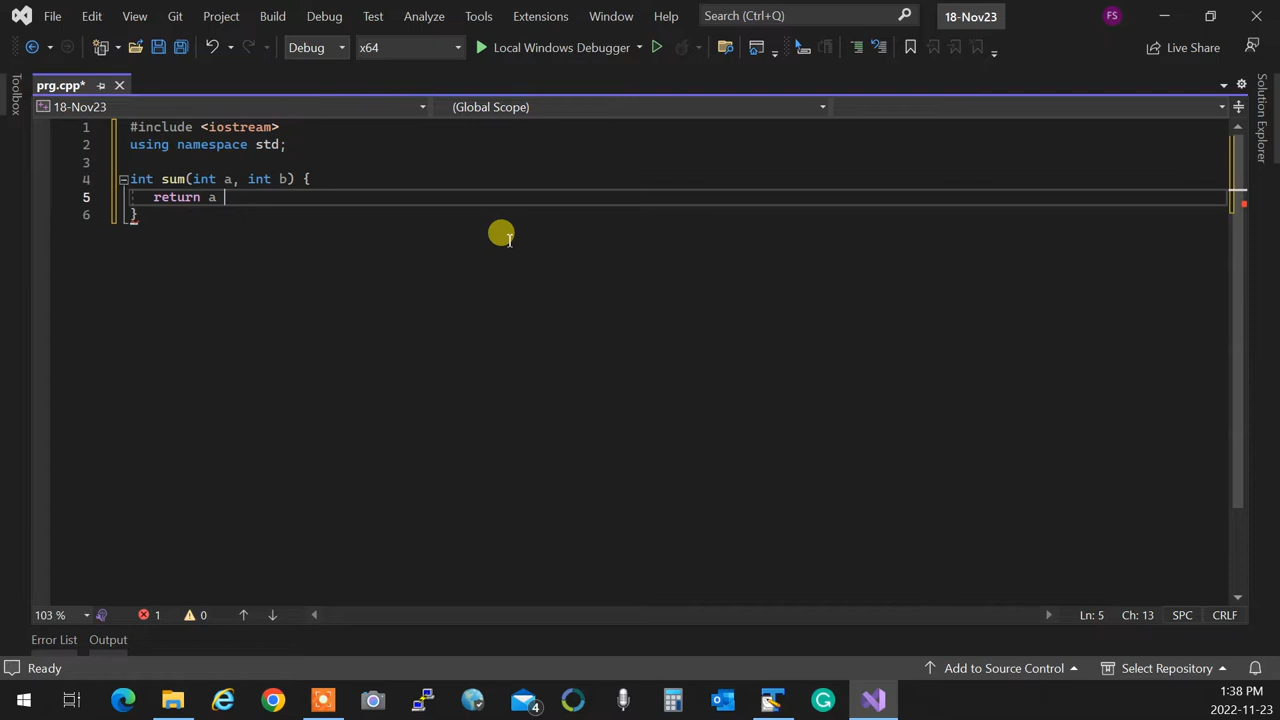 File Edit View Git Project Build Debug Test Analyze Tools Extensions Window Help Search (Ctrl+Q) 18-Nov23 FS
Debug x64 Local Windows Debugger Live Share
prg.cpp*
18-Nov23 (Global Scope)
Toolbox
Solution Explorer
1 #include <iostream>
2 using namespace std;
3
4 int sum(int a, int b) {
5 return a
6 }
103 % 1 0 Ln: 5 Ch: 13 SPC CRLF
Error List Output
Ready Add to Source Control Select Repository
4
1:38 PM
2022-11-23